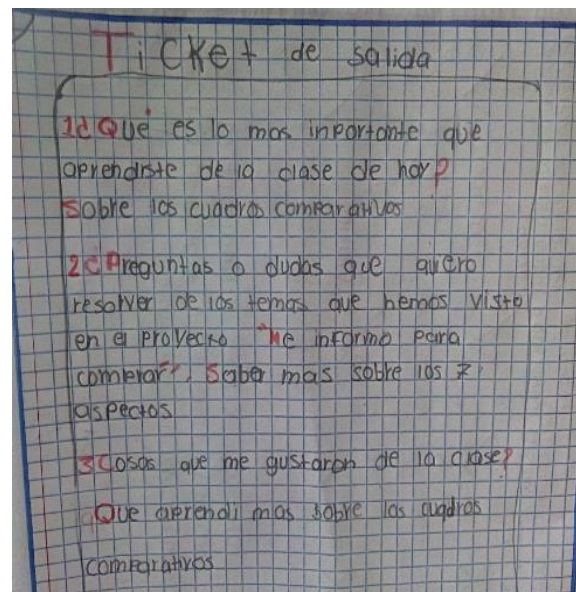 Ticket de salida
1¿Qué es lo mas inportante que
aprendiste de la clase de hoy?
Sobre los cuadros comparativos
2¿Preguntas o dudas que quiero
resolver de los temas que hemos visto
en el proyecto "Me informo para
comprar". Saber mas sobre los 7
aspectos
3Cosas que me gustaron de la clase?
Que aprendi mas sobre los cuadros
comparativos